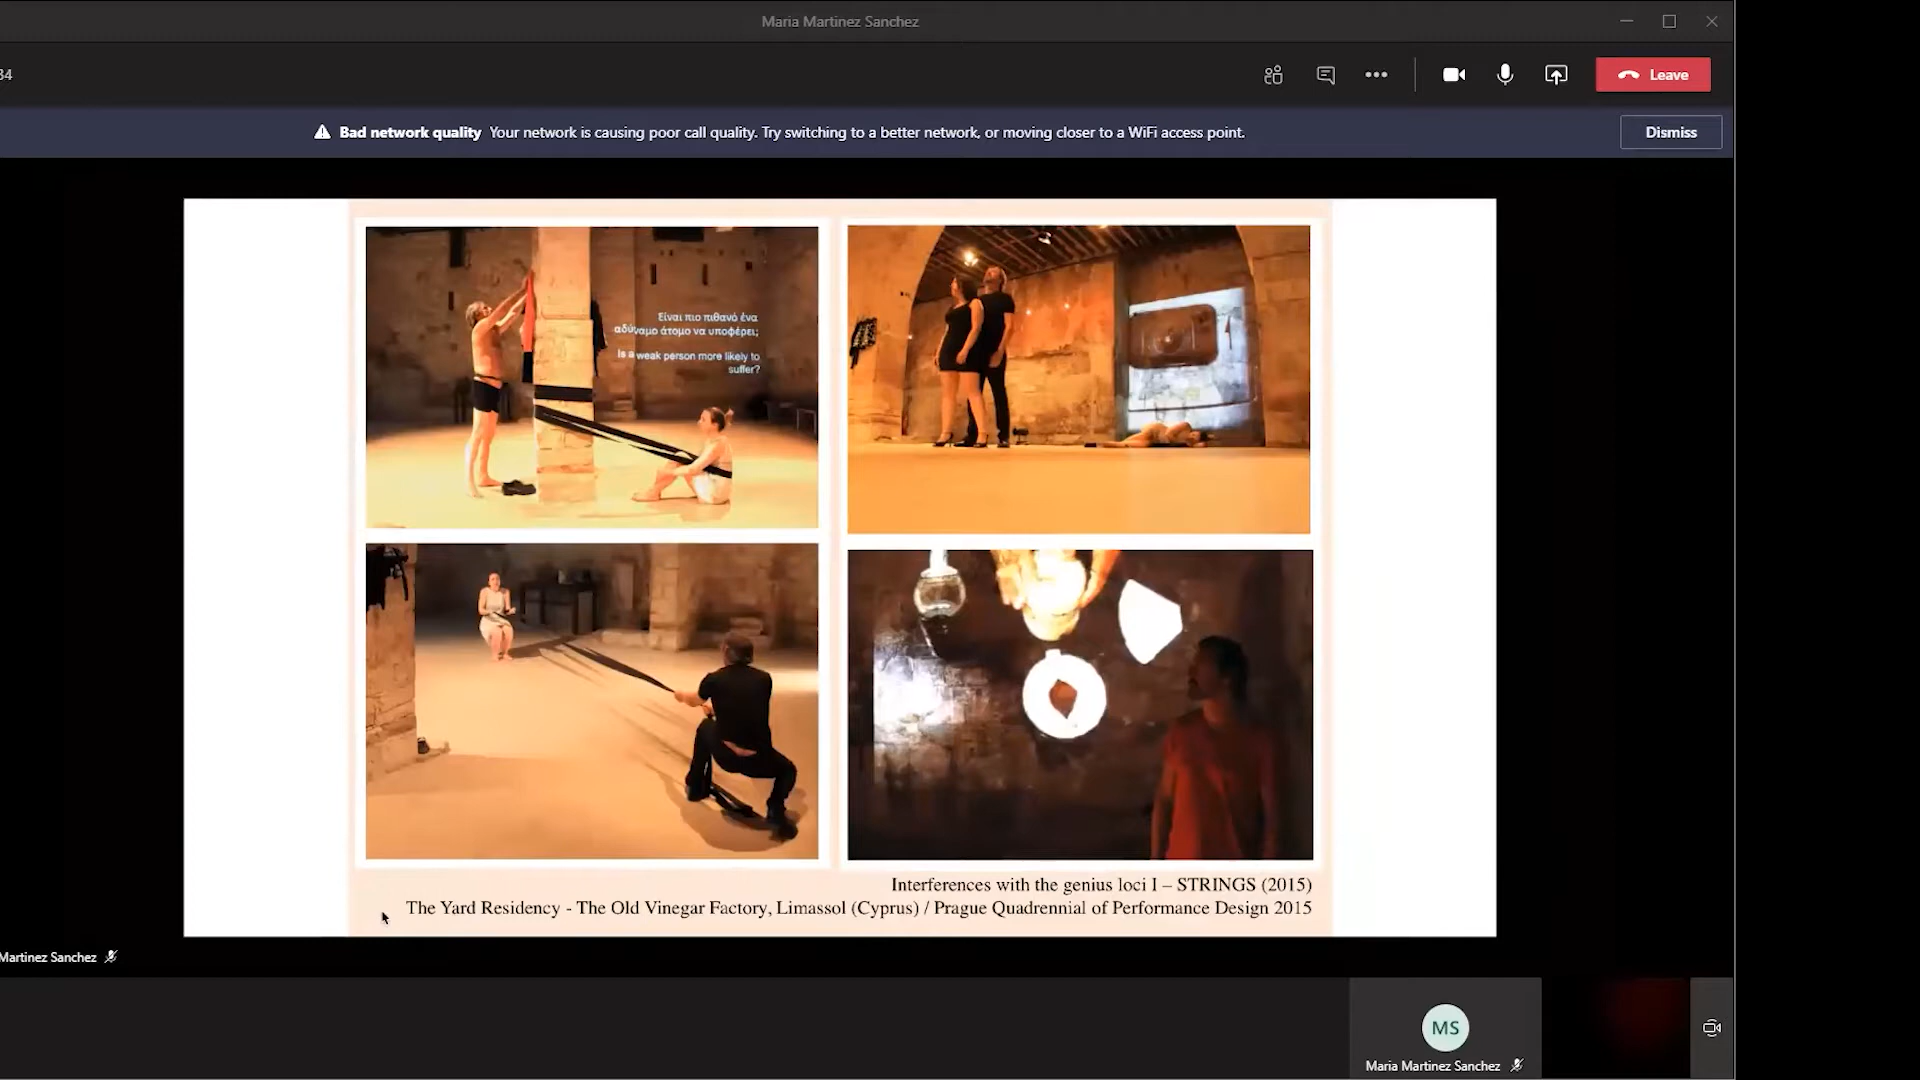 Maria Martinez Sanchez
34
Leave
Bad network quality Your network is causing poor call quality. Try switching to a better network, or moving closer to a WiFi access point.
Dismiss
Είναι πιο πιθανό ένα
αδύναμο άτομο να υποφέρει;
Is a weak person more likely to
suffer?
Interferences with the genius loci I – STRINGS (2015)
The Yard Residency - The Old Vinegar Factory, Limassol (Cyprus) / Prague Quadrennial of Performance Design 2015
Martinez Sanchez
MS
Maria Martinez Sanchez